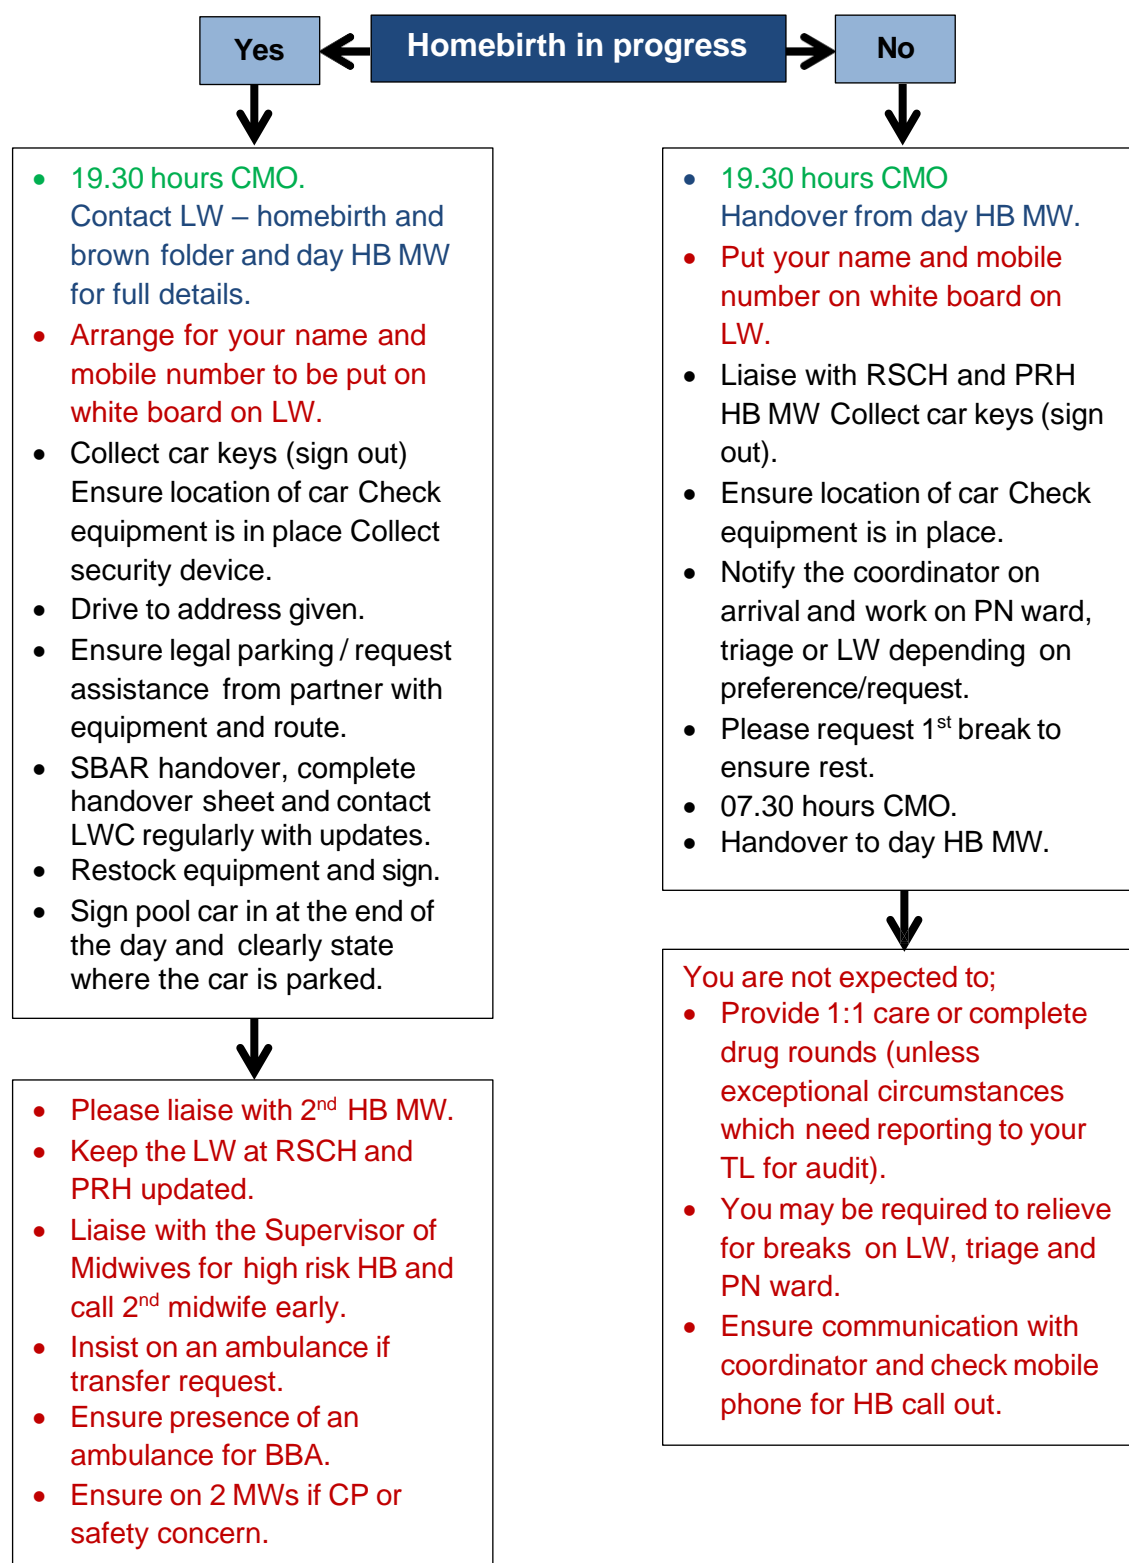 Homebirth in progress
Yes
No
• 19.30 hours CMO.
Contact LW – homebirth and
brown folder and day HB MW
for full details.
• Arrange for your name and
mobile number to be put on
white board on LW.
• Collect car keys (sign out)
Ensure location of car Check
equipment is in place Collect
security device.
• Drive to address given.
• Ensure legal parking / request
assistance from partner with
equipment and route.
• SBAR handover, complete
handover sheet and contact
LWC regularly with updates.
• Restock equipment and sign.
• Sign pool car in at the end of
the day and clearly state
where the car is parked.
• Please liaise with 2nd HB MW.
• Keep the LW at RSCH and
PRH updated.
• Liaise with the Supervisor of
Midwives for high risk HB and
call 2nd midwife early.
• Insist on an ambulance if
transfer request.
• Ensure presence of an
ambulance for BBA.
• Ensure on 2 MWs if CP or
safety concern.
• 19.30 hours CMO
Handover from day HB MW.
• Put your name and mobile
number on white board on
LW.
• Liaise with RSCH and PRH
HB MW Collect car keys (sign
out).
• Ensure location of car Check
equipment is in place.
• Notify the coordinator on
arrival and work on PN ward,
triage or LW depending on
preference/request.
• Please request 1st break to
ensure rest.
• 07.30 hours CMO.
• Handover to day HB MW.
You are not expected to;
• Provide 1:1 care or complete
drug rounds (unless
exceptional circumstances
which need reporting to your
TL for audit).
• You may be required to relieve
for breaks on LW, triage and
PN ward.
• Ensure communication with
coordinator and check mobile
phone for HB call out.